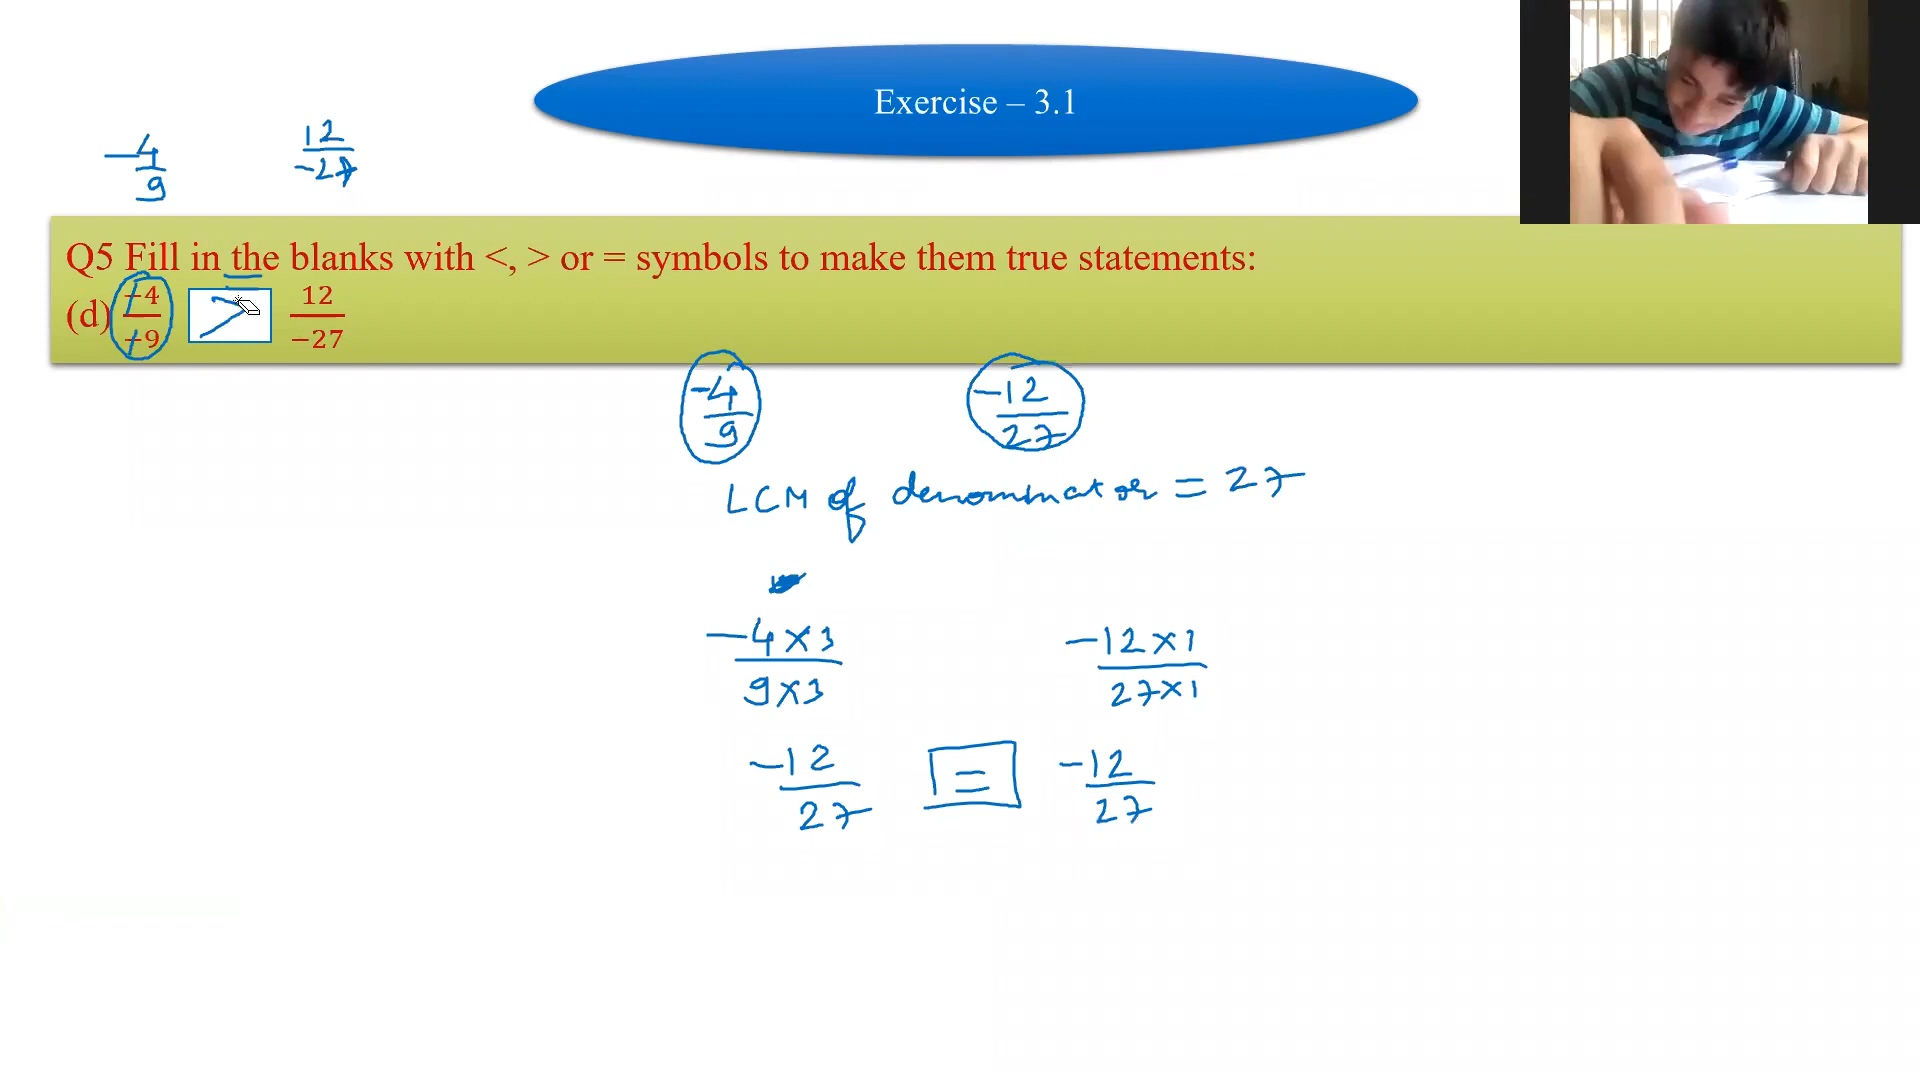 Exercise – 3.1
-4/9 12/-27
Q5 Fill in the blanks with <, > or = symbols to make them true statements:
(d) -4/-9 > 12/-27
=
-4/9 -12/27
LCM of denominator = 27
-4×3/9×3 -12×1/27×1
-12/27 = -12/27